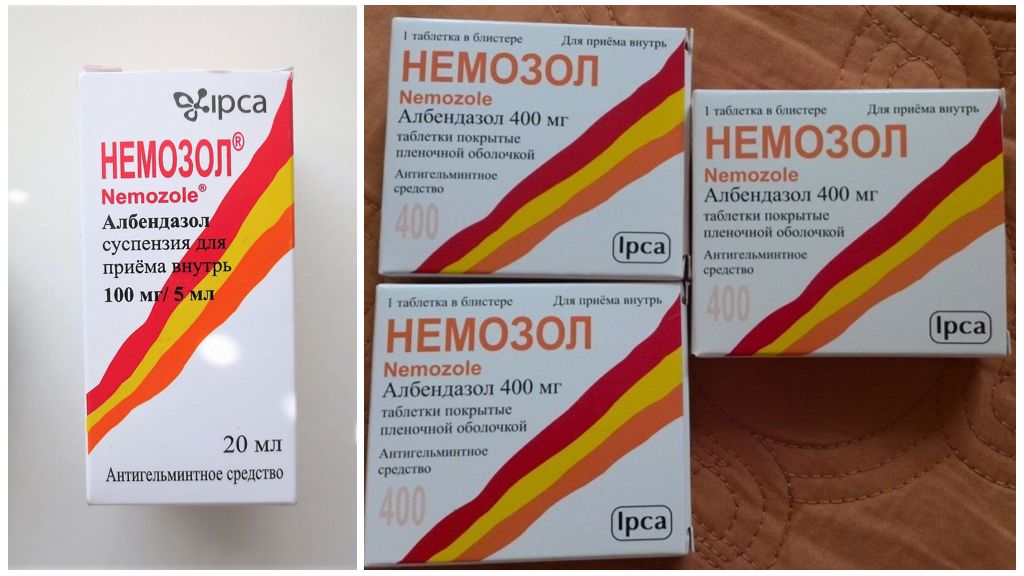 ipca
НЕМОЗОЛ®
Nemozole®
Албендазол
суспензия для
приёма внутрь
100 мг/ 5 мл
20 мл
Антигельминтное средство
1 таблетка в блистере Для приёма внутрь
НЕМОЗОЛ
Nemozole
Албендазол 400 мг
таблетки покрытые
пленочной оболочкой
Антигельминтное
средство
400
Ipca
1 таблетка в блистере Для приёма внутрь
НЕМОЗОЛ
Nemozole
Албендазол 400 мг
таблетки покрытые
пленочной оболочкой
Антигельминтное
средство
400
Ipca
1 таблетка в блистере Для приёма внутрь
НЕМОЗОЛ
Nemozole
Албендазол 400 мг
таблетки покрытые
пленочной оболочкой
Антигельминтное
средство
400
Ipca